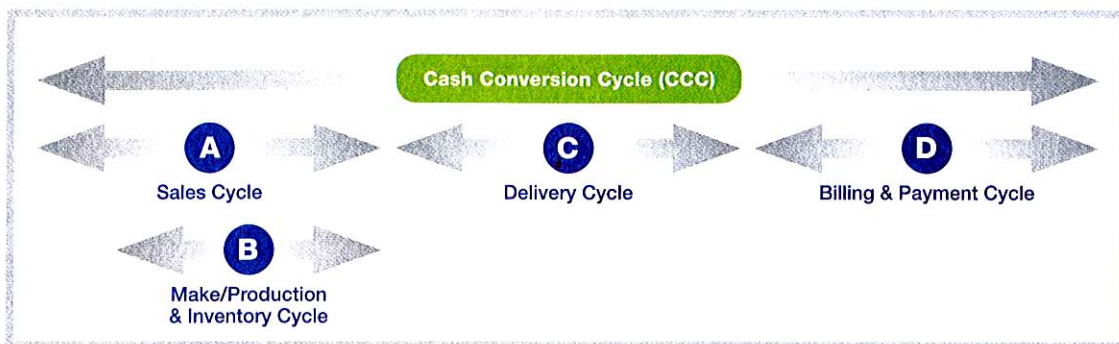 Cash Conversion Cycle (CCC)
A
C
D
Sales Cycle
Delivery Cycle
Billing & Payment Cycle
B
Make/Production
& Inventory Cycle